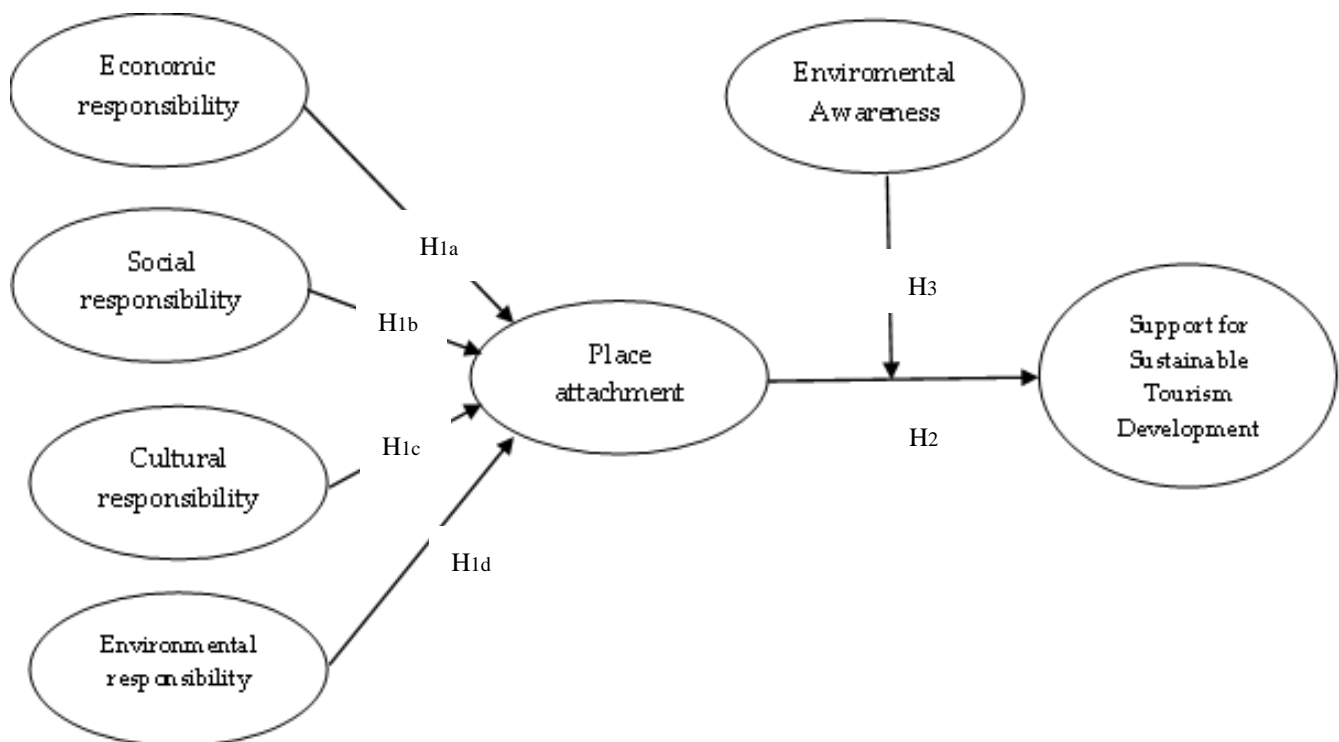 Economic
responsibility
Enviromental
Awareness
Social
responsibility
H1a
H1b
H3
Place
attachment
Support for
Sustainable
Tourism
Development
H2
Cultural
responsibility
H1c
H1d
Environmental
responsibility